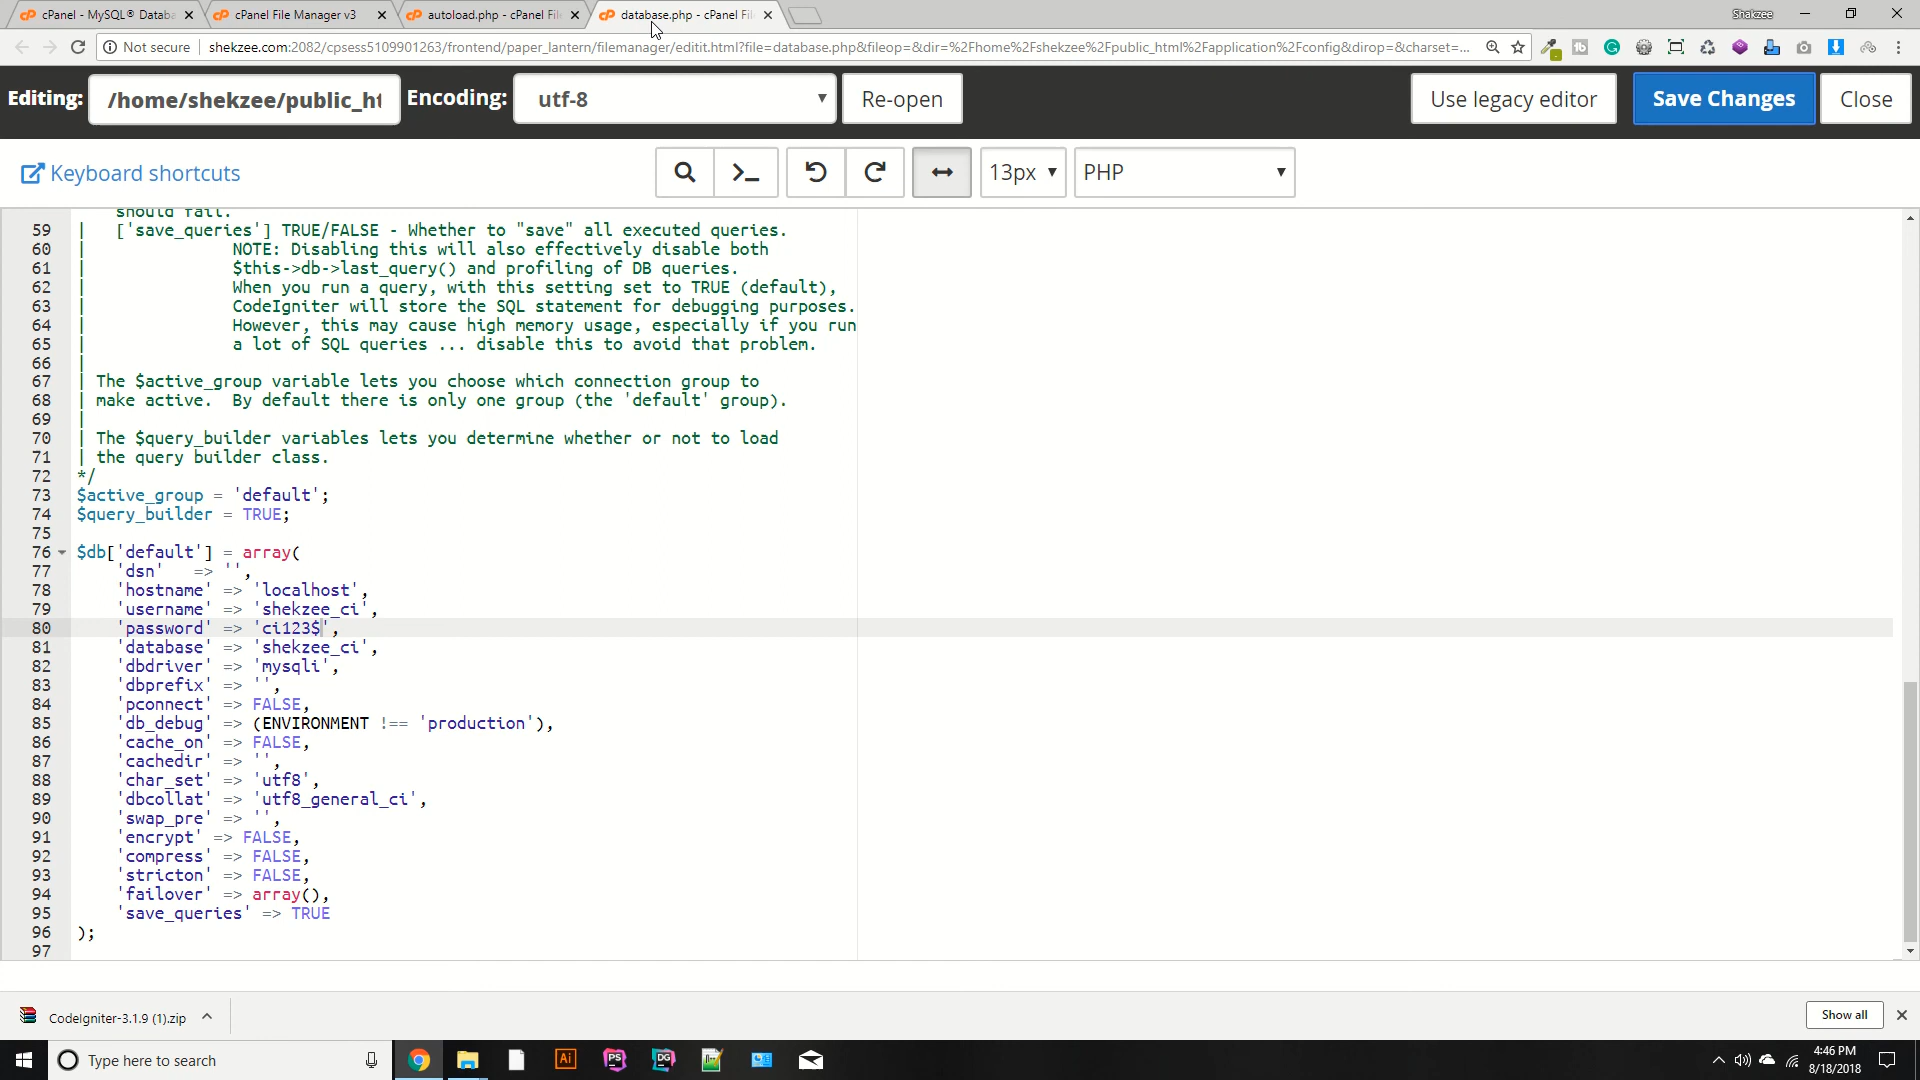 cPanel - MySQL® Databa
cPanel File Manager v3
autoload.php - cPanel Fil
database.php - cPanel Fil
Shakzee
Not secure
shekzee.com:2082/cpsess5109901263/frontend/paper_lantern/filemanager/editit.html?file=database.php&fileop=&dir=%2Fhome%2Fshekzee%2Fpublic_html%2Fapplication%2Fconfig&dirop=&charset=...
Editing: /home/shekzee/public_ht Encoding: utf-8 Re-open Use legacy editor Save Changes Close
Keyboard shortcuts >_ 13px PHP
should fail.
59 | ['save_queries'] TRUE/FALSE - Whether to "save" all executed queries.
60 | NOTE: Disabling this will also effectively disable both
61 | $this->db->last_query() and profiling of DB queries.
62 | When you run a query, with this setting set to TRUE (default),
63 | CodeIgniter will store the SQL statement for debugging purposes.
64 | However, this may cause high memory usage, especially if you run
65 | a lot of SQL queries ... disable this to avoid that problem.
66 |
67 | The $active_group variable lets you choose which connection group to
68 | make active. By default there is only one group (the 'default' group).
69 |
70 | The $query_builder variables lets you determine whether or not to load
71 | the query builder class.
72 */
73 $active_group = 'default';
74 $query_builder = TRUE;
75
76 $db['default'] = array(
77 'dsn' => '',
78 'hostname' => 'localhost',
79 'username' => 'shekzee_ci',
80 'password' => 'ci123$',
81 'database' => 'shekzee_ci',
82 'dbdriver' => 'mysqli',
83 'dbprefix' => '',
84 'pconnect' => FALSE,
85 'db_debug' => (ENVIRONMENT !== 'production'),
86 'cache_on' => FALSE,
87 'cachedir' => '',
88 'char_set' => 'utf8',
89 'dbcollat' => 'utf8_general_ci',
90 'swap_pre' => '',
91 'encrypt' => FALSE,
92 'compress' => FALSE,
93 'stricton' => FALSE,
94 'failover' => array(),
95 'save_queries' => TRUE
96 );
97
CodeIgniter-3.1.9 (1).zip
Show all
Type here to search
Ai
PS
DG
4:46 PM
8/18/2018